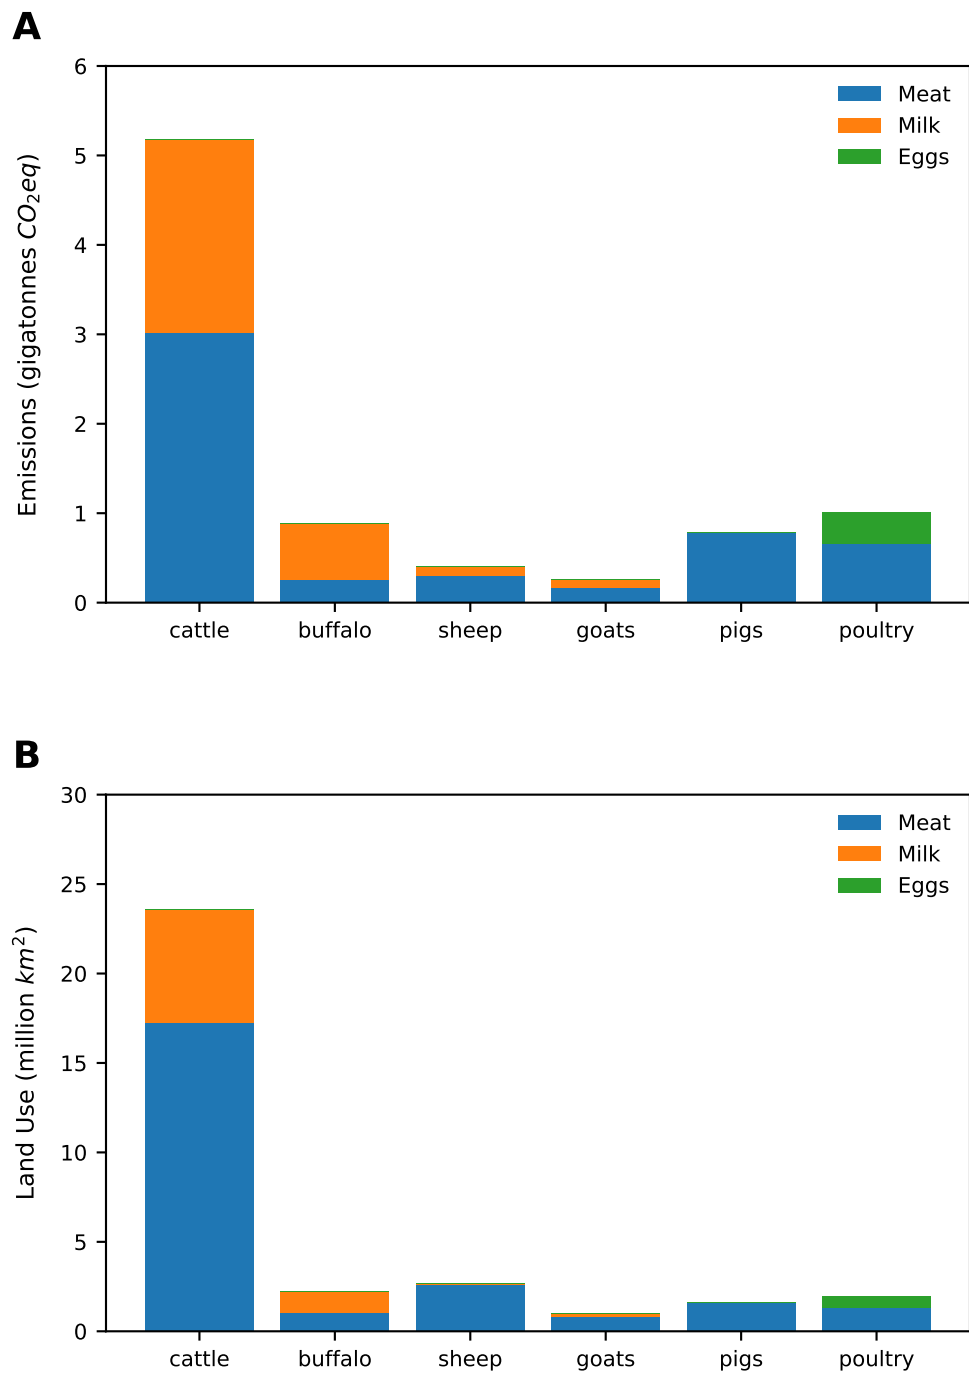 A
Emissions (gigatonnes CO₂eq)
6
5
4
3
2
1
0
Meat
Milk
Eggs
cattle buffalo sheep goats pigs poultry
B
Land Use (million km²)
30
25
20
15
10
5
0
Meat
Milk
Eggs
cattle buffalo sheep goats pigs poultry